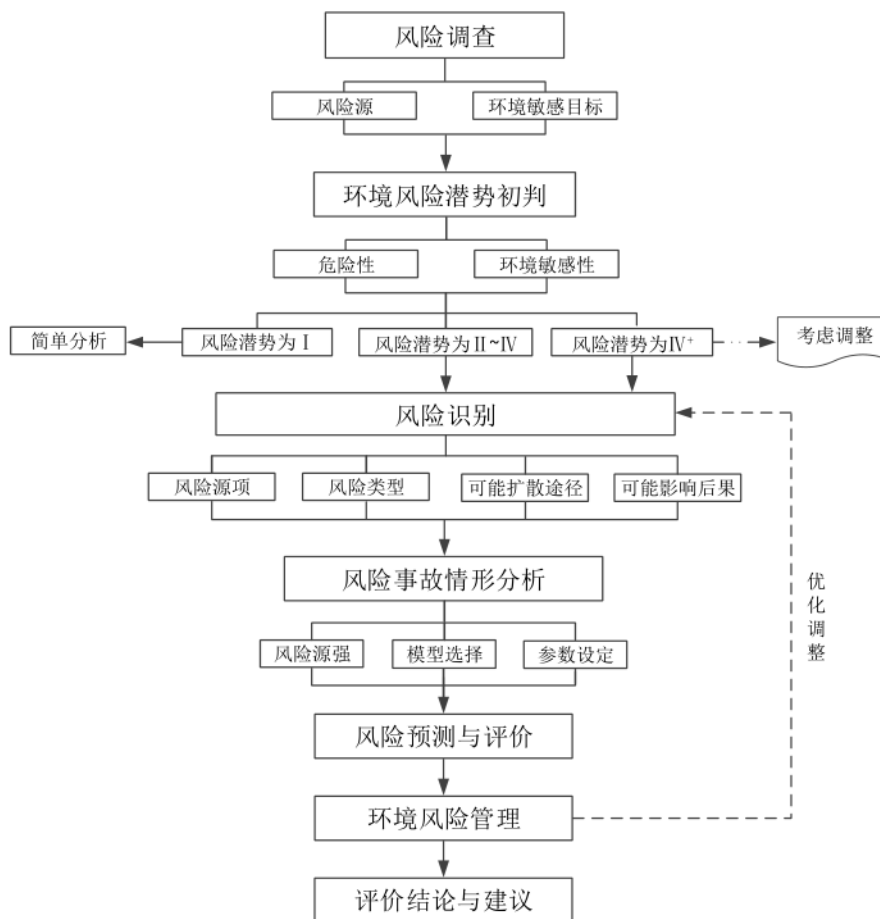 风险调查
风险源
环境敏感目标
环境风险潜势初判
危险性
环境敏感性
简单分析
风险潜势为Ⅰ
风险潜势为Ⅱ~Ⅳ
风险潜势为Ⅳ⁺
考虑调整
风险识别
风险源项
风险类型
可能扩散途径
可能影响后果
风险事故情形分析
优化调整
风险源强
模型选择
参数设定
风险预测与评价
环境风险管理
评价结论与建议